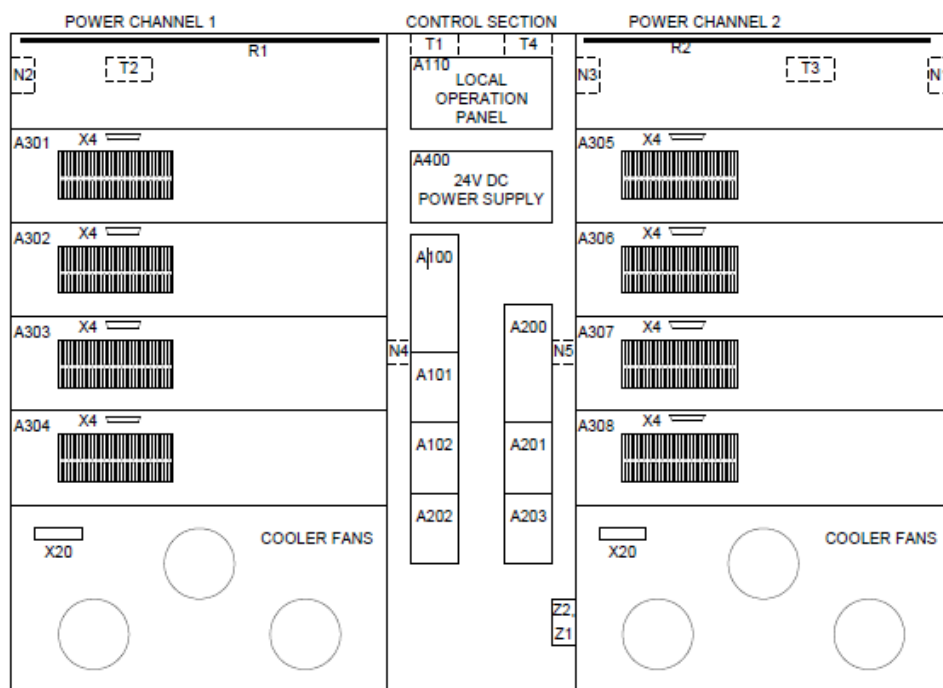 POWER CHANNEL 1
CONTROL SECTION
POWER CHANNEL 2
R1
T1
T4
R2
N2
T2
A110
LOCAL
OPERATION
PANEL
N3
T3
A301
X4
A400
24V DC
POWER SUPPLY
A305
X4
A302
X4
A100
A306
X4
A303
X4
N4
A200
N5
A307
X4
A101
A304
X4
A102
A201
A308
X4
A202
A203
X20
COOLER FANS
X20
COOLER FANS
Z2,
Z1